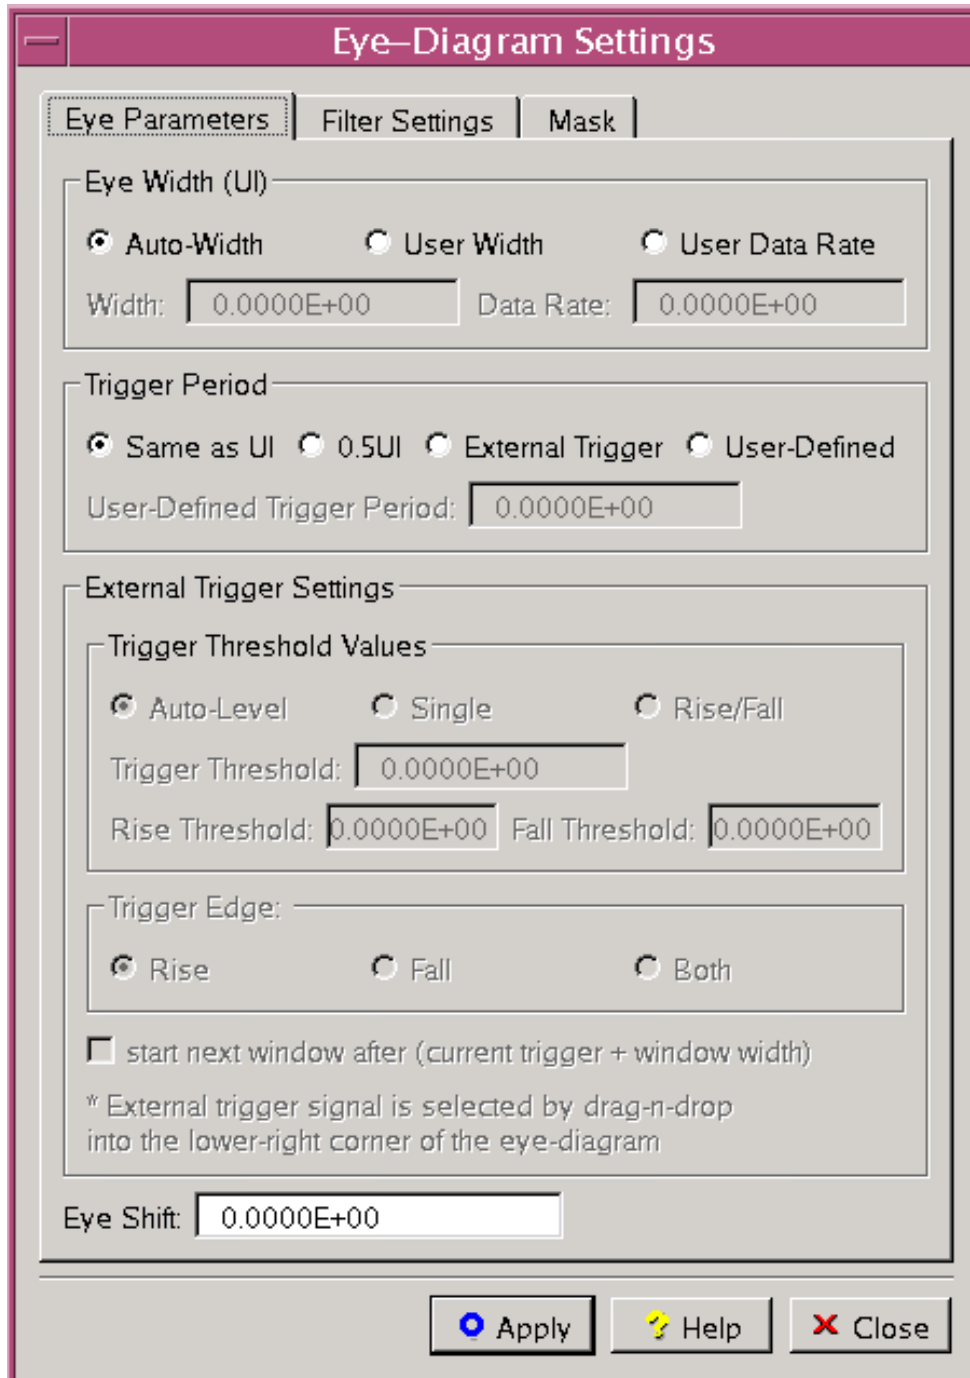 Eye–Diagram Settings
Eye Parameters Filter Settings Mask
Eye Width (UI)
Auto-Width User Width User Data Rate
Width: 0.0000E+00 Data Rate: 0.0000E+00
Trigger Period
Same as UI 0.5UI External Trigger User-Defined
User-Defined Trigger Period: 0.0000E+00
External Trigger Settings
Trigger Threshold Values
Auto-Level Single Rise/Fall
Trigger Threshold: 0.0000E+00
Rise Threshold: 0.0000E+00 Fall Threshold: 0.0000E+00
Trigger Edge:
Rise Fall Both
start next window after (current trigger + window width)
* External trigger signal is selected by drag-n-drop
into the lower-right corner of the eye-diagram
Eye Shift: 0.0000E+00
Apply Help Close